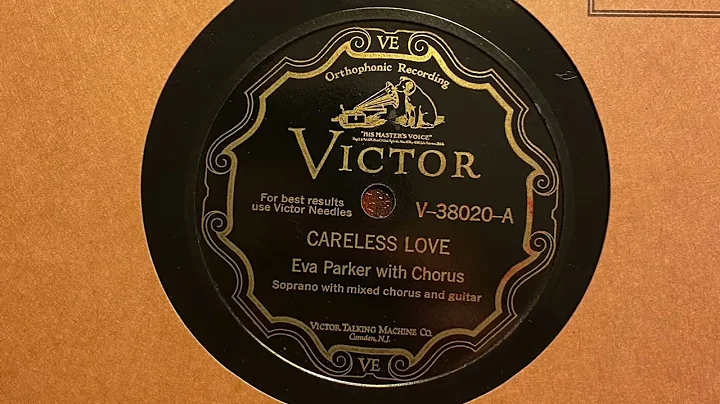 VE
Orthophonic Recording
"HIS MASTER'S VOICE"
VICTOR
For best results
use Victor Needles
V–38020–A
CARELESS LOVE
Eva Parker with Chorus
Soprano with mixed chorus and guitar
VICTOR TALKING MACHINE CO.
Camden, N.J.
VE